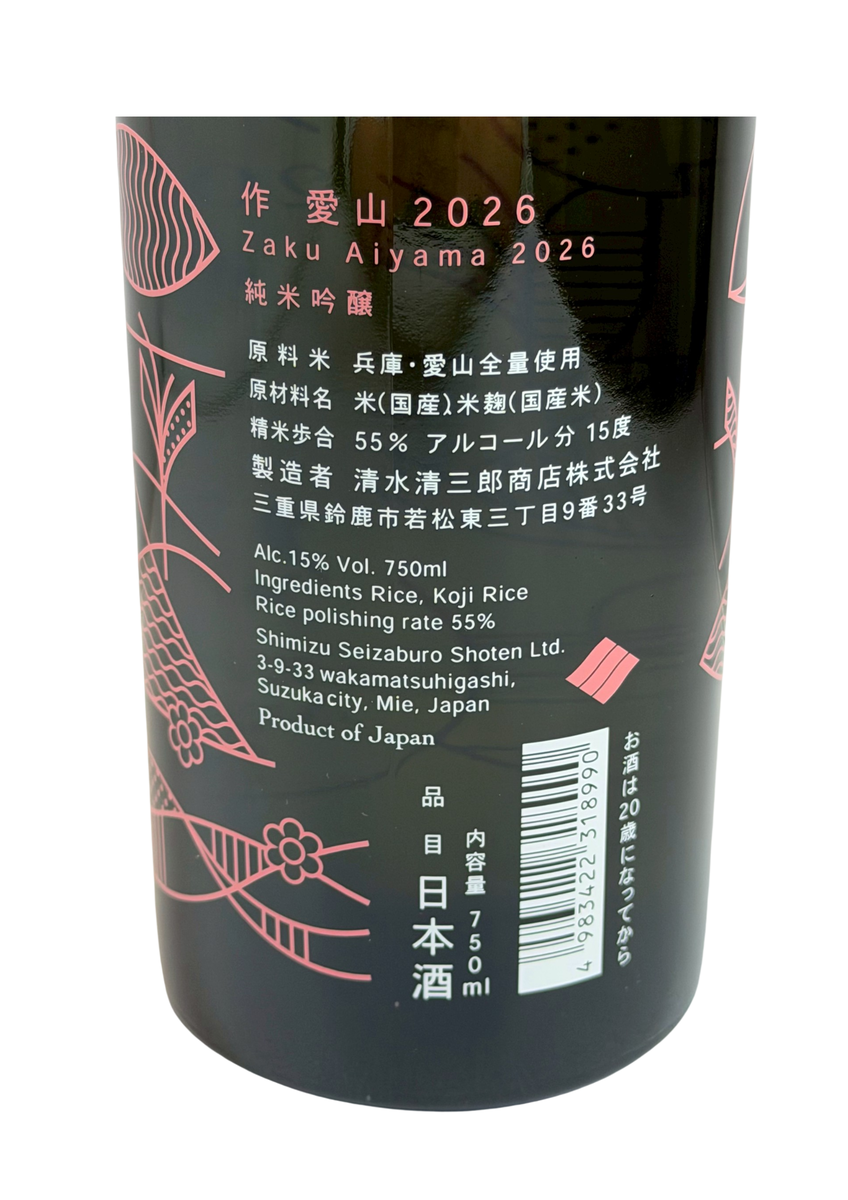 作 愛山 2026
Zaku Aiyama 2026
純米吟醸
原料米 兵庫・愛山全量使用
原材料名 米(国産)、米麹(国産米)
精米歩合 55% アルコール分 15度
製造者 清水清三郎商店株式会社
三重県鈴鹿市若松東三丁目9番33号
Alc.15% Vol. 750ml
Ingredients Rice, Koji Rice
Rice polishing rate 55%
Shimizu Seizaburo Shoten Ltd.
3-9-33 wakamatsuhigashi,
Suzuka city, Mie, Japan
Product of Japan
品目 日本酒
内容量 750ml
4 983422 318990
お酒は20歳になってから